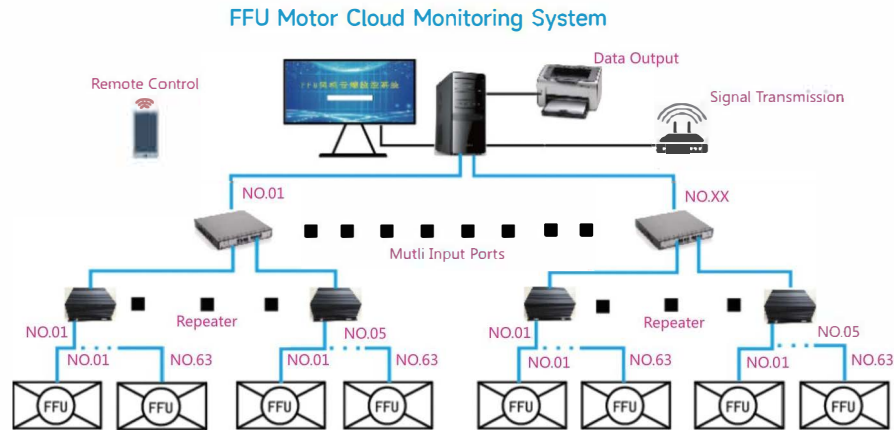 FFU Motor Cloud Monitoring System
Data Output
Remote Control
Signal Transmission
NO.01
NO.XX
Mutli Input Ports
NO.01
Repeater
NO.05
NO.01
Repeater
NO.05
NO.01
NO.63
NO.01
NO.63
NO.01
NO.63
NO.01
NO.63
FFU
FFU
FFU
FFU
FFU
FFU
FFU
FFU